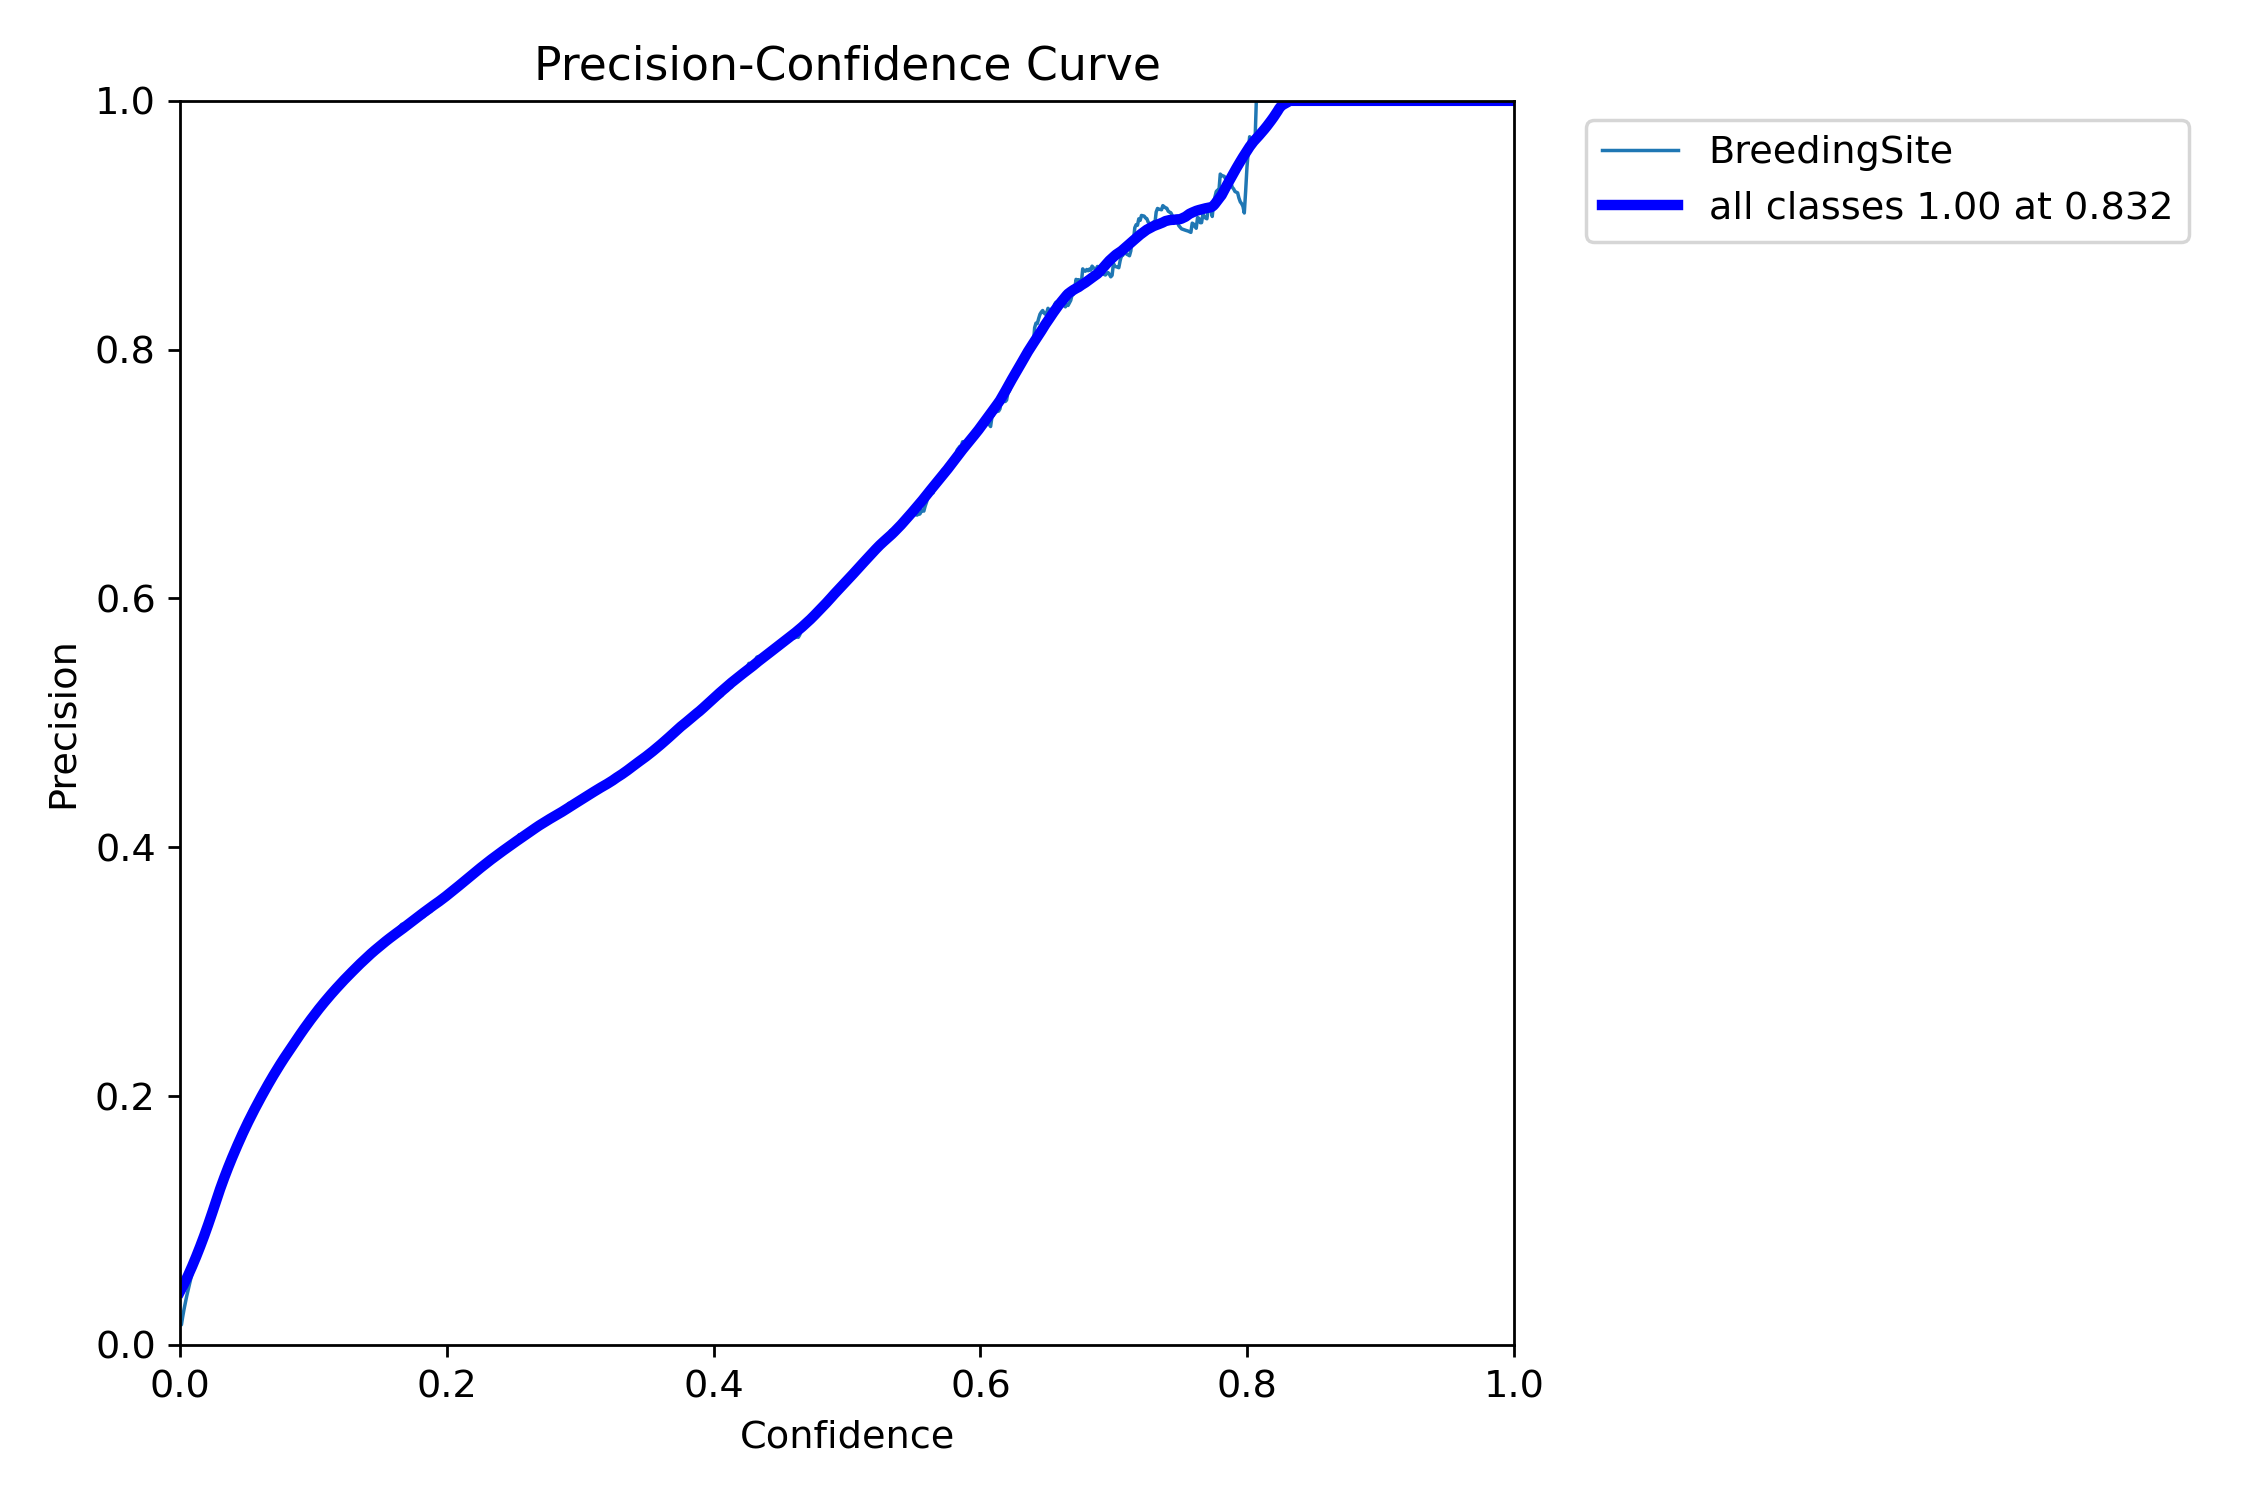 Precision-Confidence Curve
1.0
BreedingSite
all classes 1.00 at 0.832
0.8
0.6
Precision
0.4
0.2
0.0
0.0 0.2 0.4 0.6 0.8 1.0
Confidence